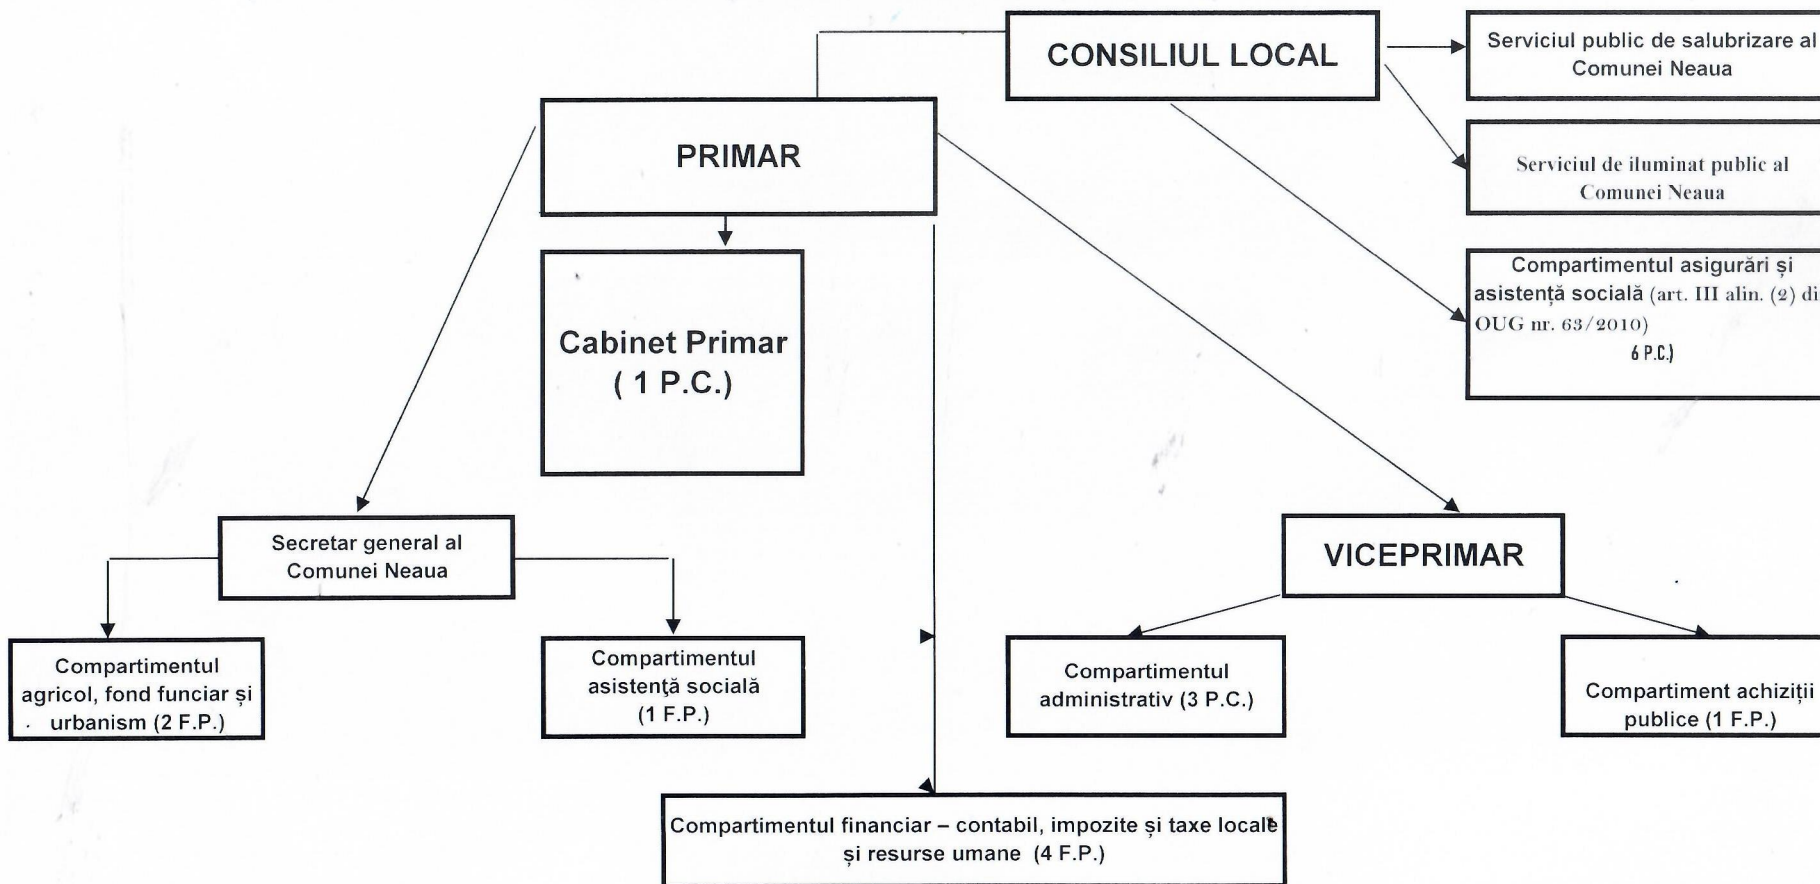 CONSILIUL LOCAL
Serviciul public de salubrizare al
Comunei Neaua
PRIMAR
Serviciul de iluminat public al
Comunei Neaua
Cabinet Primar
( 1 P.C.)
Compartimentul asigurări și
asistență socială (art. III alin. (2) di
OUG nr. 63/2010)
6 P.C.)
Secretar general al
Comunei Neaua
VICEPRIMAR
Compartimentul
agricol, fond funciar și
urbanism (2 F.P.)
Compartimentul
asistenţă socială
(1 F.P.)
Compartimentul
administrativ (3 P.C.)
Compartiment achiziții
publice (1 F.P.)
Compartimentul financiar – contabil, impozite și taxe locale
și resurse umane (4 F.P.)